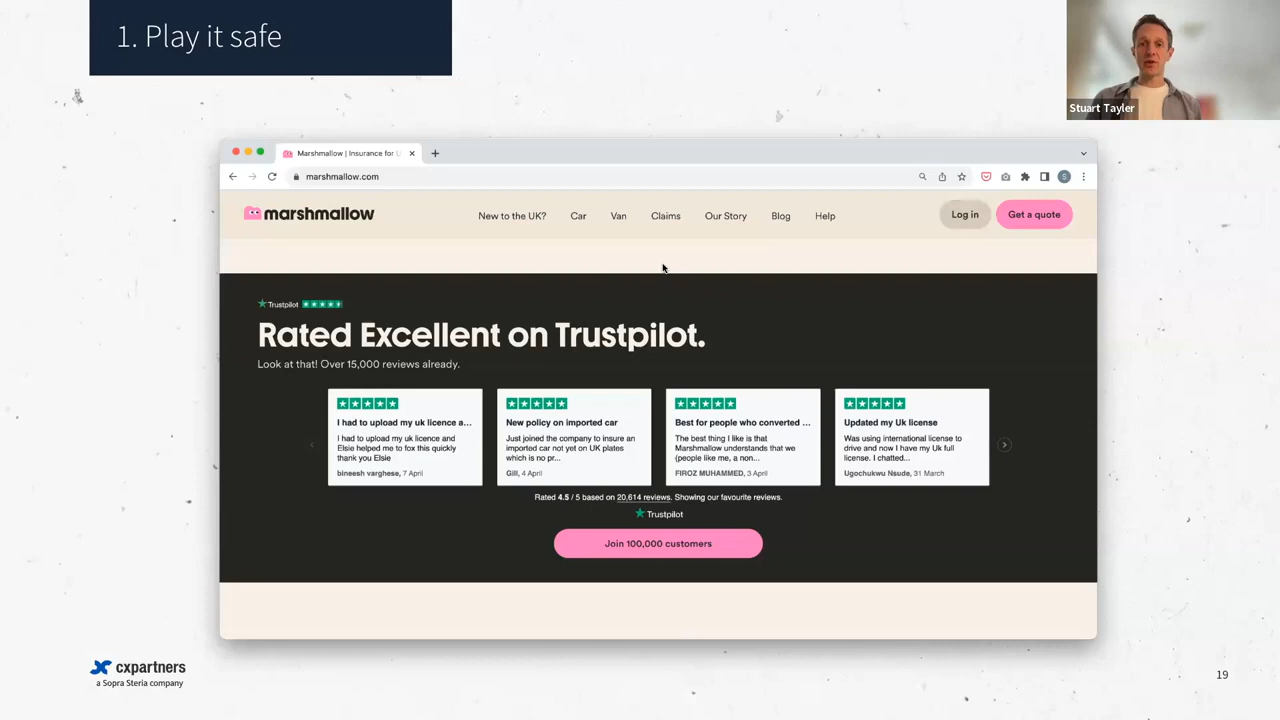 1. Play it safe
Stuart Tayler
Marshmallow | Insurance for U
marshmallow.com
S
marshmallow
New to the UK?
Car
Van
Claims
Our Story
Blog
Help
Log in
Get a quote
Trustpilot
Rated Excellent on Trustpilot.
Look at that! Over 15,000 reviews already.
I had to upload my uk licence a...
I had to upload my uk licence and
Elsie helped me to fox this quickly
thank you Elsie
bineesh varghese, 7 April
New policy on imported car
Just joined the company to insure an
imported car not yet on UK plates
which is no pr...
Gill, 4 April
Best for people who converted ...
The best thing I like is that
Marshmallow understands that we
(people like me, a non...
FIROZ MUHAMMED, 3 April
Updated my Uk license
Was using international license to
drive and now I have my Uk full
license. I chatted...
Ugochukwu Nsude, 31 March
Rated 4.5 / 5 based on 20,614 reviews. Showing our favourite reviews.
Trustpilot
Join 100,000 customers
cxpartners
a Sopra Steria company
19